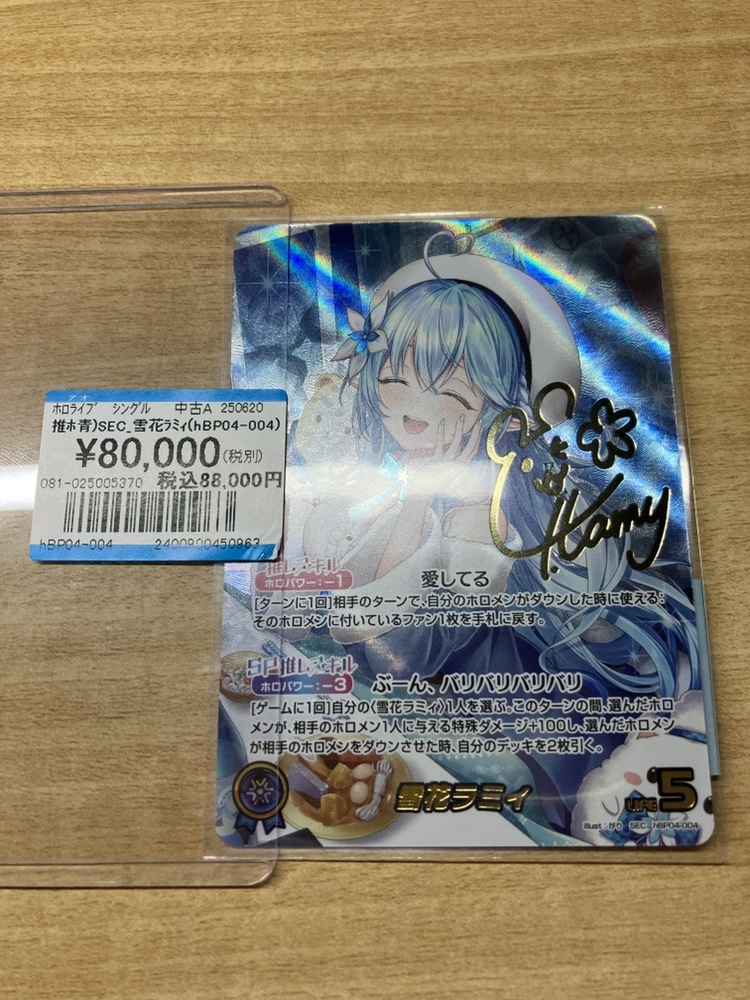 ホロライブ シングル 中古A 250620
推ホ青)SEC_雪花ラミィ(hBP04-004)
¥80,000(税別)
081-025005370 税込88,000円
hBP04-004 2400900450963
Lamy
推しスキル
ホロパワー:-1
愛してる
[ターンに1回]相手のターンで、自分のホロメンがダウンした時に使える:
そのホロメンに付いているファン1枚を手札に戻す。
SP推しスキル
ホロパワー:-3
ぶーん、バリバリバリバリ
[ゲームに1回]自分の〈雪花ラミィ〉1人を選ぶ。このターンの間、選んだホロ
メンが、相手のホロメン1人に与える特殊ダメージ+100し、選んだホロメン
が相手のホロメンをダウンさせた時、自分のデッキを2枚引く。
雪花ラミィ
LIFE 5
illust:がり SEC hBP04-004